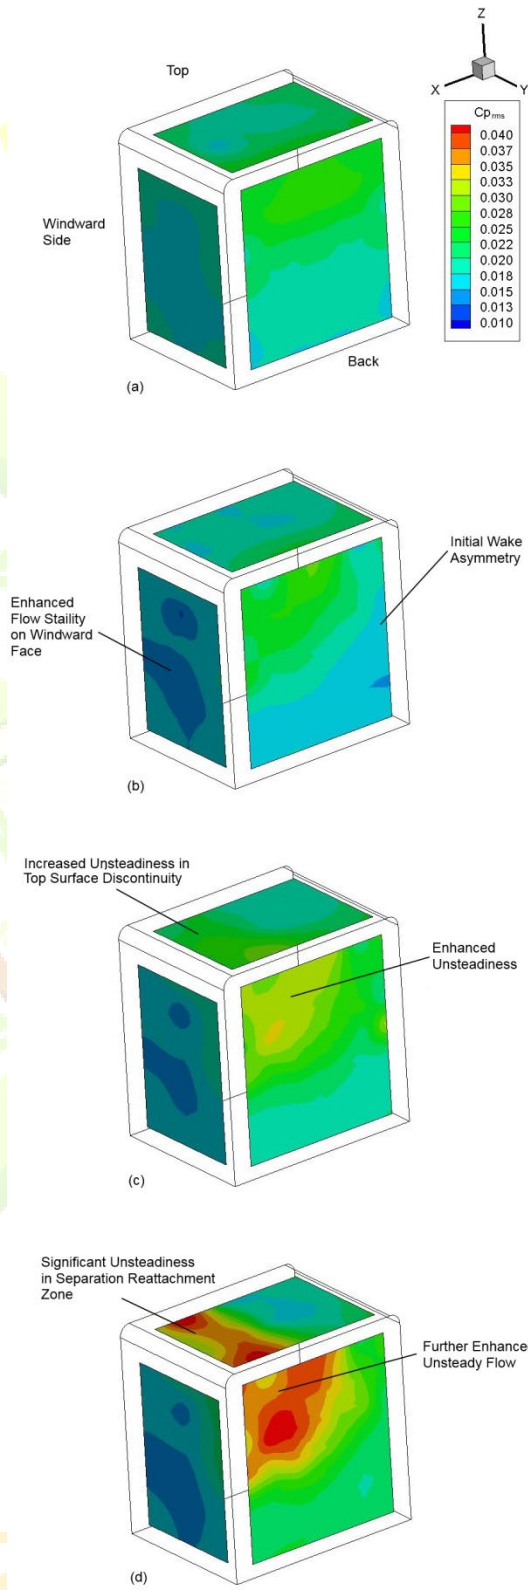 Z
X
Y
Top
Cprms
0.040
0.037
0.035
0.033
0.030
0.028
0.025
0.022
0.020
0.018
0.015
0.013
0.010
Windward
Side
Back
(a)
Initial Wake
Asymmetry
Enhanced
Flow Staility
on Windward
Face
(b)
Increased Unsteadiness in
Top Surface Discontinuity
Enhanced
Unsteadiness
(c)
Significant Unsteadiness
in Separation Reattachment
Zone
Further Enhance
Unsteady Flow
(d)